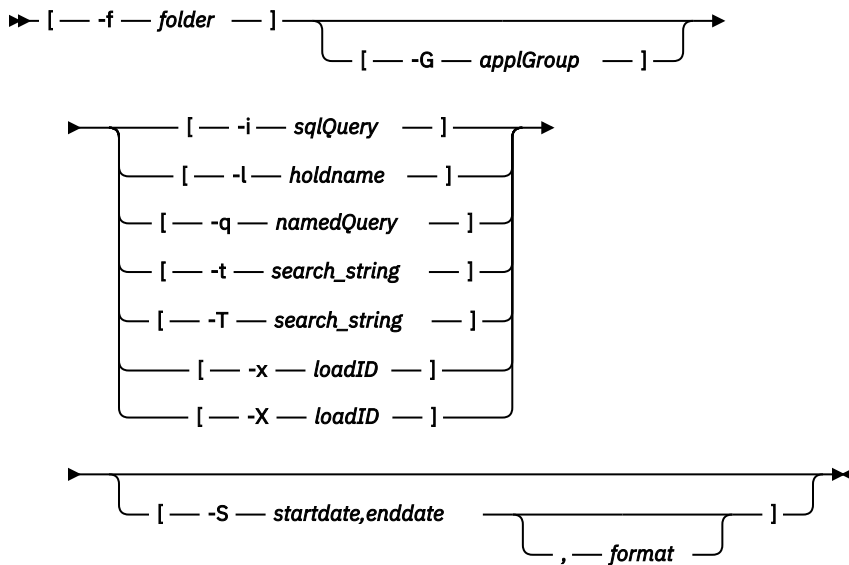 [ -f folder ]
[ -G applGroup ]
[ -i sqlQuery ]
[ -l holdname ]
[ -q namedQuery ]
[ -t search_string ]
[ -T search_string ]
[ -x loadID ]
[ -X loadID ]
[ -S startdate,enddate ]
, format